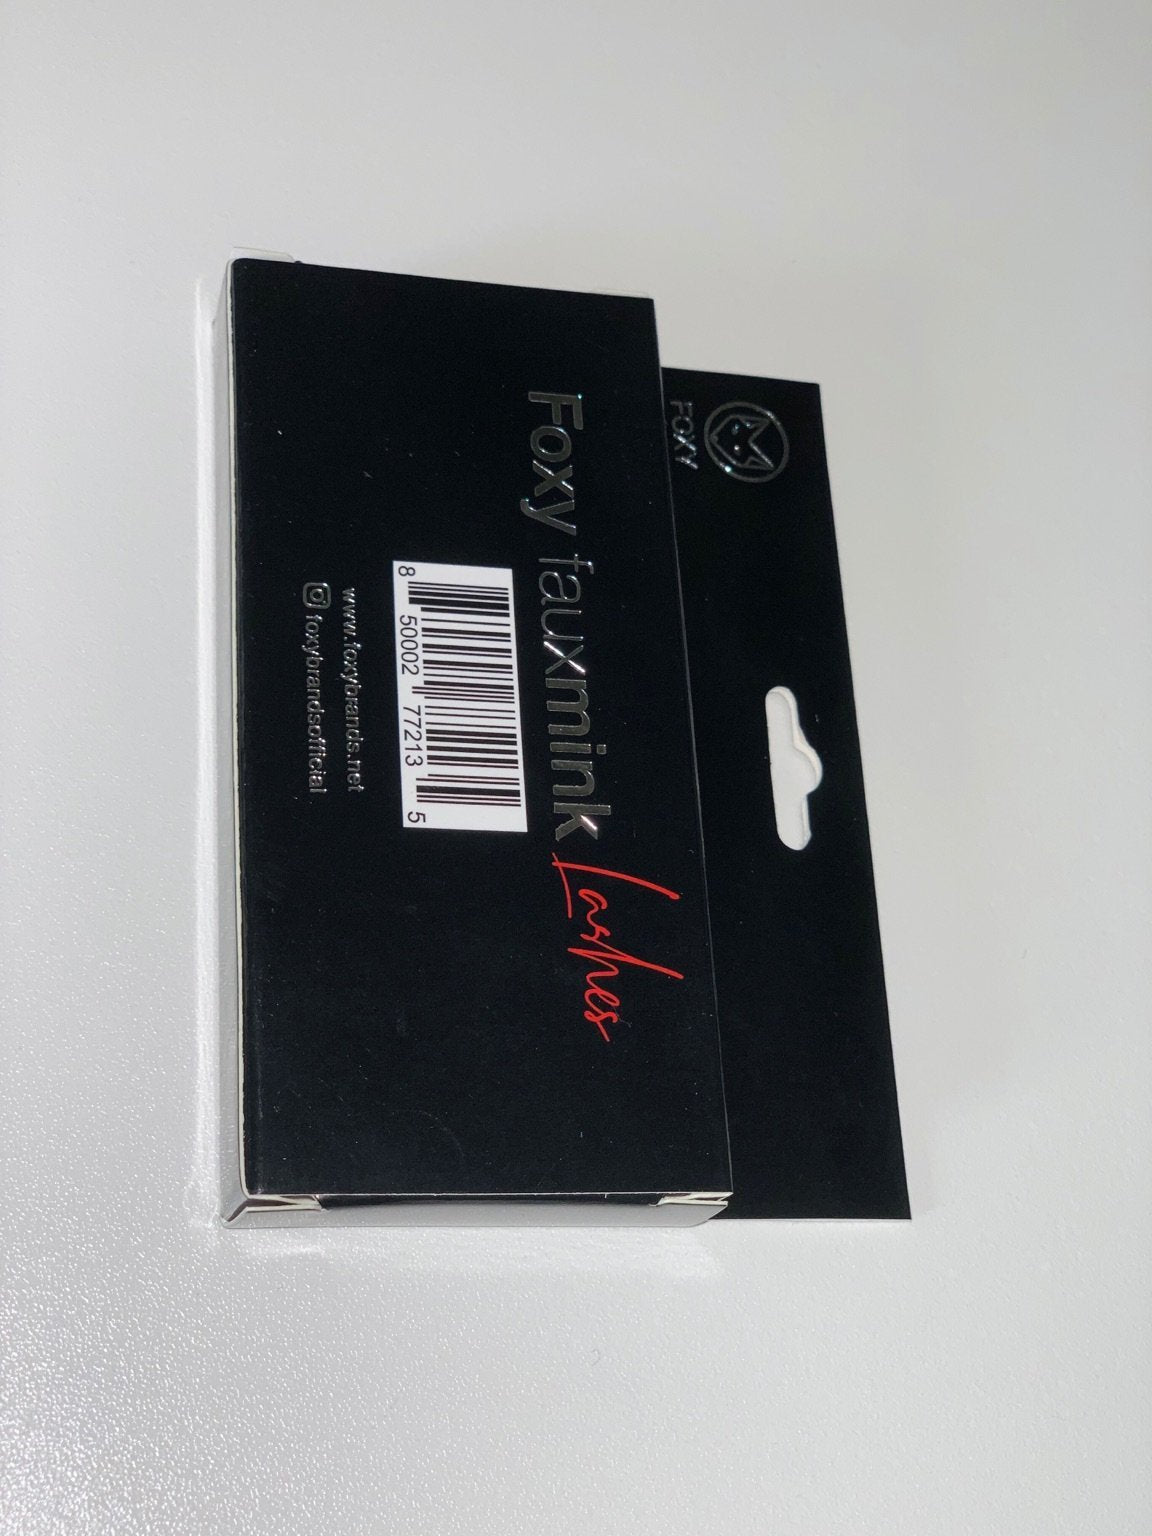 FOXY
Foxy fauxmink Lashes
8 50002 77213 5
www.foxybrands.net
foxybrandsofficial